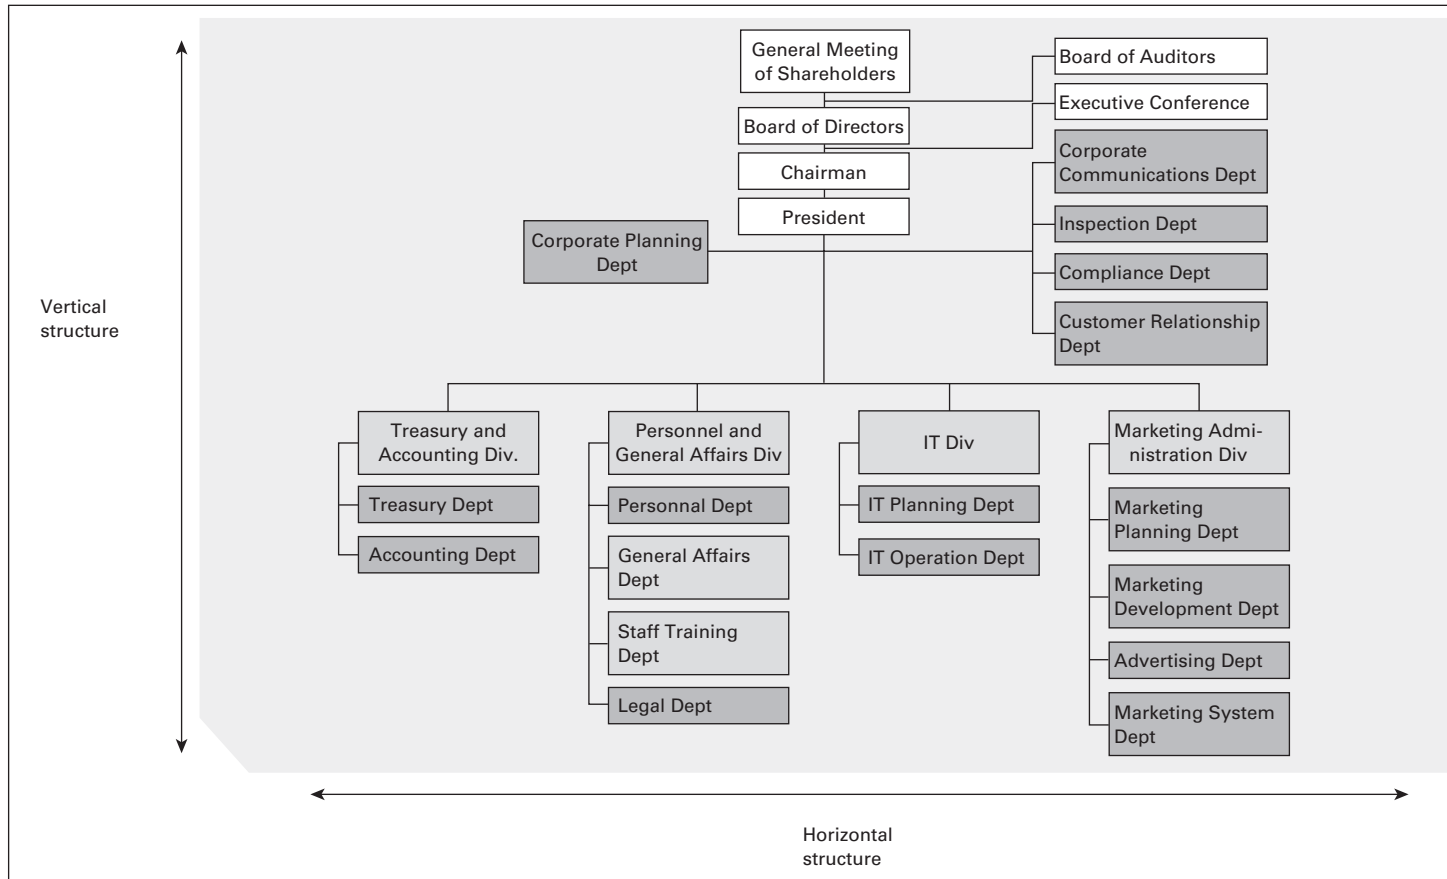 General Meeting
of Shareholders
Board of Auditors
Executive Conference
Board of Directors
Chairman
President
Corporate
Communications Dept
Inspection Dept
Corporate Planning
Dept
Compliance Dept
Customer Relationship
Dept
Vertical
structure
Treasury and
Accounting Div.
Treasury Dept
Accounting Dept
Personnel and
General Affairs Div
Personnal Dept
General Affairs
Dept
Staff Training
Dept
Legal Dept
IT Div
IT Planning Dept
IT Operation Dept
Marketing Admi-
nistration Div
Marketing
Planning Dept
Marketing
Development Dept
Advertising Dept
Marketing System
Dept
Horizontal
structure